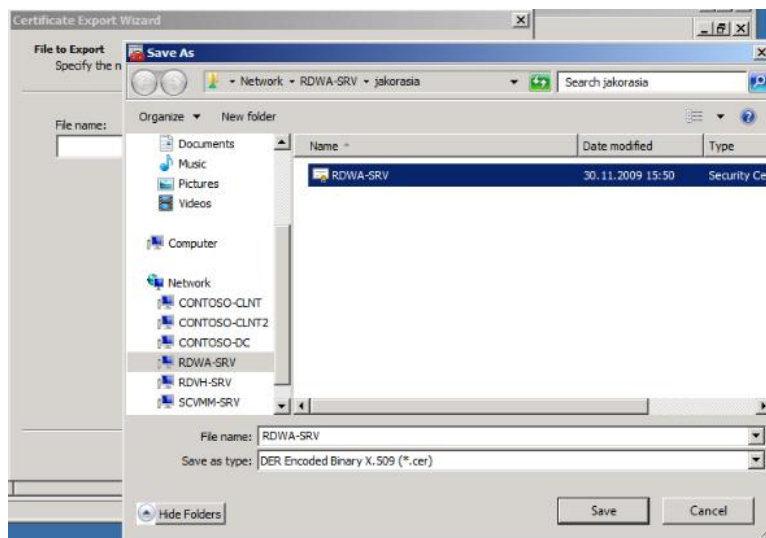 Certificate Export Wizard
File to Export
Specify the n
File name:
Save As
Network • RDWA-SRV • jakorasia
Search jakorasia
Organize
New folder
Documents
Music
Pictures
Videos
Computer
Network
CONTOSO-CLNT
CONTOSO-CLNT2
CONTOSO-DC
RDWA-SRV
RDVH-SRV
SCVMM-SRV
Name
Date modified
Type
RDWA-SRV
30.11.2009 15:50
Security Ce
File name: RDWA-SRV
Save as type: DER Encoded Binary X.509 (*.cer)
Hide Folders
Save
Cancel